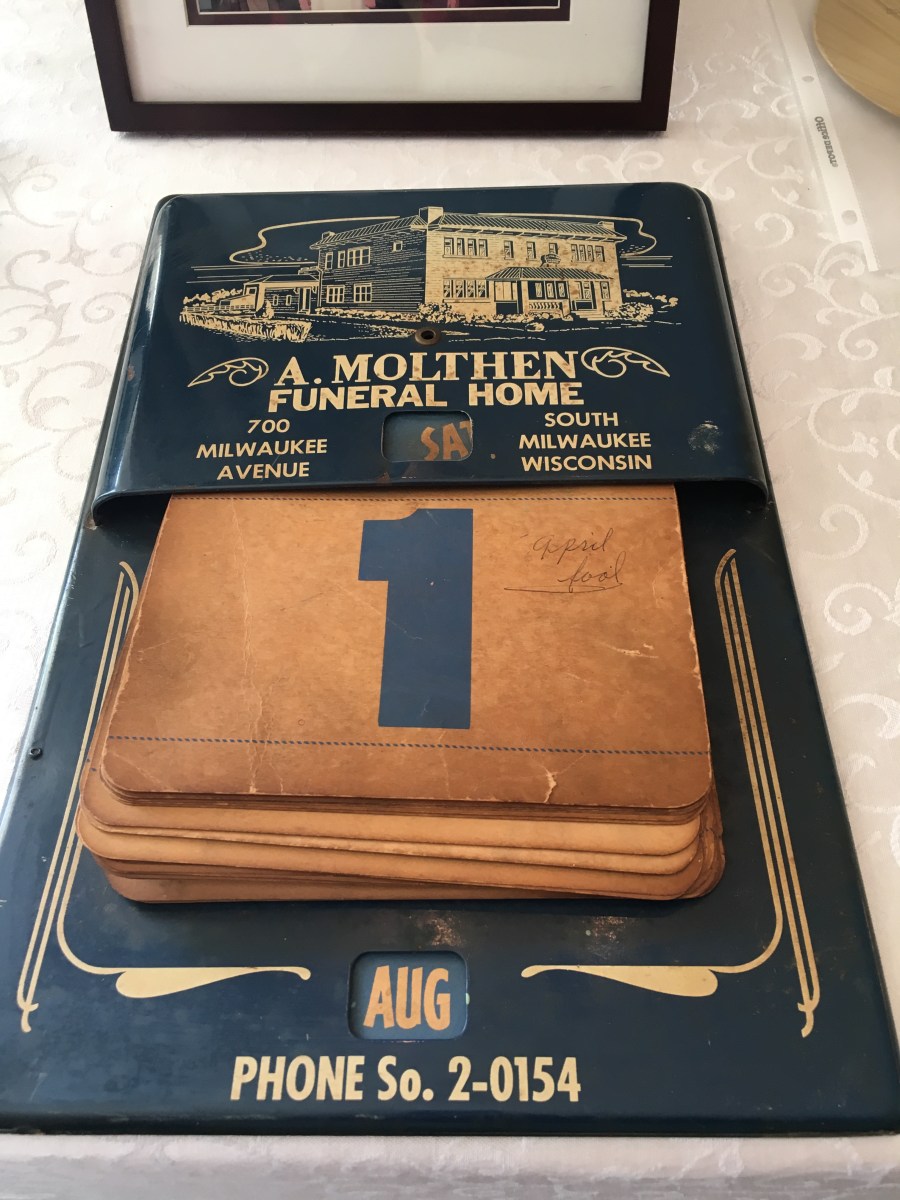 A. MOLTHEN
FUNERAL HOME
700
MILWAUKEE
AVENUE
SAT
SOUTH
MILWAUKEE
WISCONSIN
1
april
fool
AUG
PHONE So. 2-0154